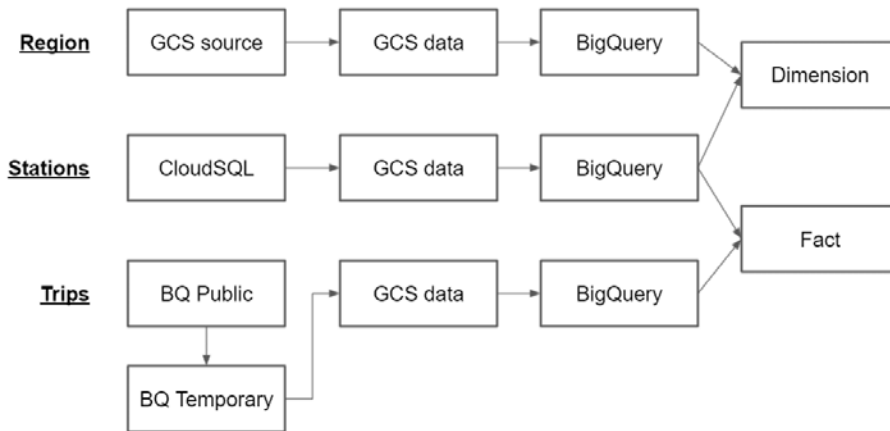 Region
GCS source
GCS data
BigQuery
Dimension
Stations
CloudSQL
GCS data
BigQuery
Fact
Trips
BQ Public
GCS data
BigQuery
BQ Temporary